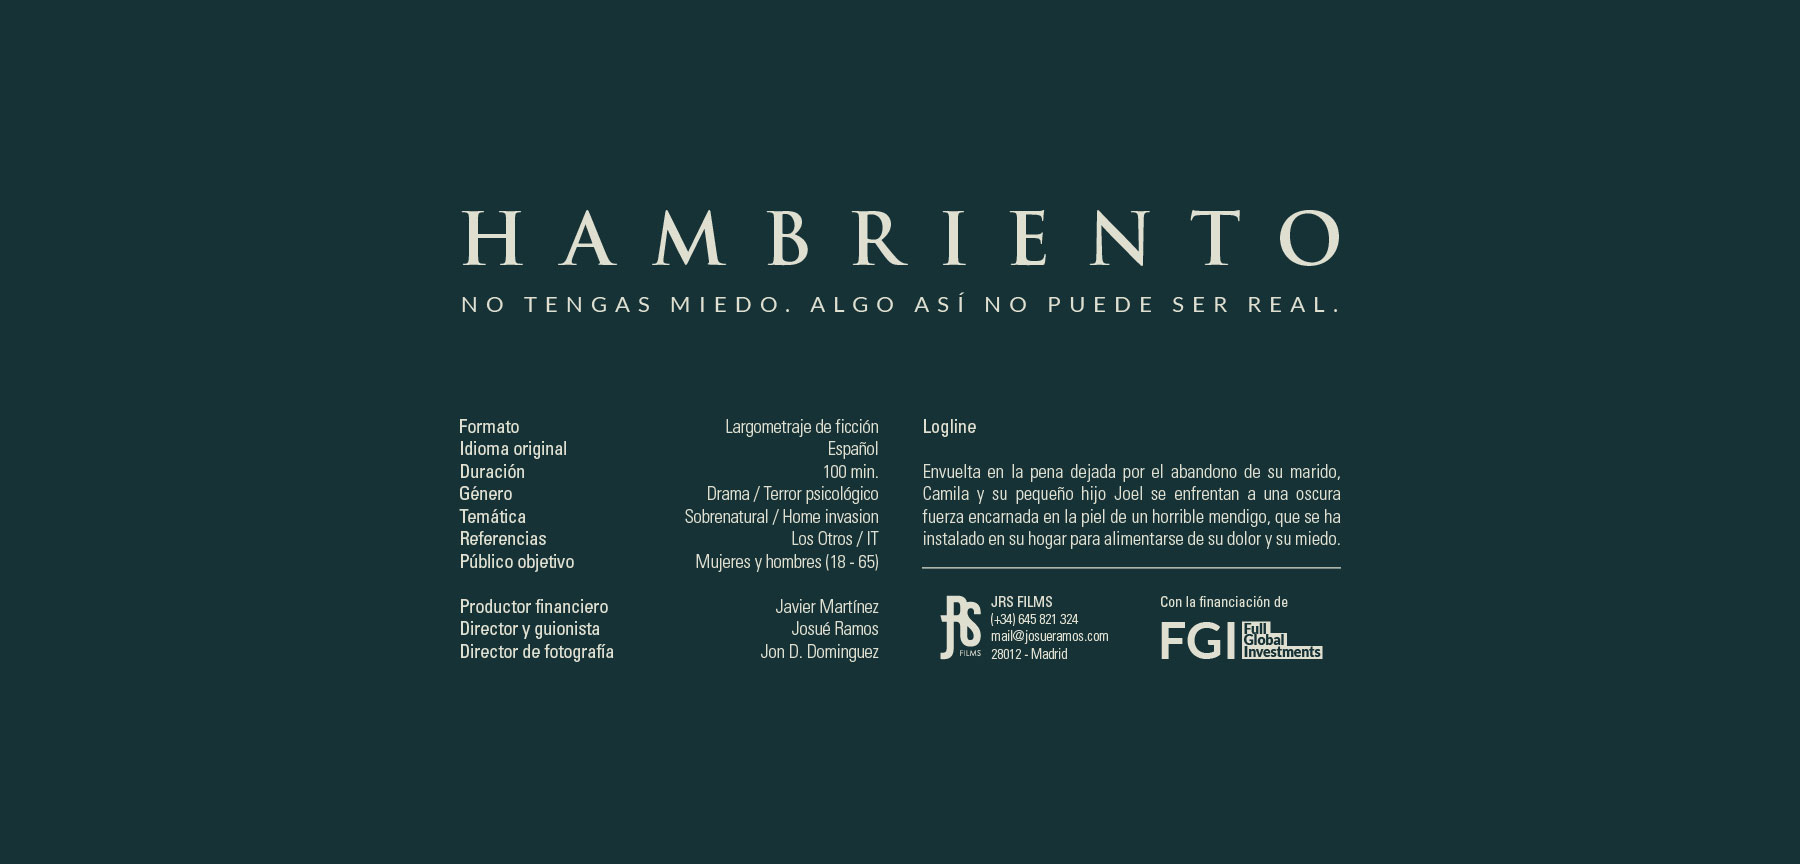 HAMBRIENTO
NO TENGAS MIEDO. ALGO ASÍ NO PUEDE SER REAL.
Formato Largometraje de ficción
Idioma original Español
Duración 100 min.
Género Drama / Terror psicológico
Temática Sobrenatural / Home invasion
Referencias Los Otros / IT
Público objetivo Mujeres y hombres (18 - 65)
Productor financiero Javier Martínez
Director y guionista Josué Ramos
Director de fotografía Jon D. Dominguez
Logline
Envuelta en la pena dejada por el abandono de su marido,
Camila y su pequeño hijo Joel se enfrentan a una oscura
fuerza encarnada en la piel de un horrible mendigo, que se ha
instalado en su hogar para alimentarse de su dolor y su miedo.
JRS
FILMS
JRS FILMS
(+34) 645 821 324
mail@josueramos.com
28012 - Madrid
Con la financiación de
FGI
Full
Global
Investments